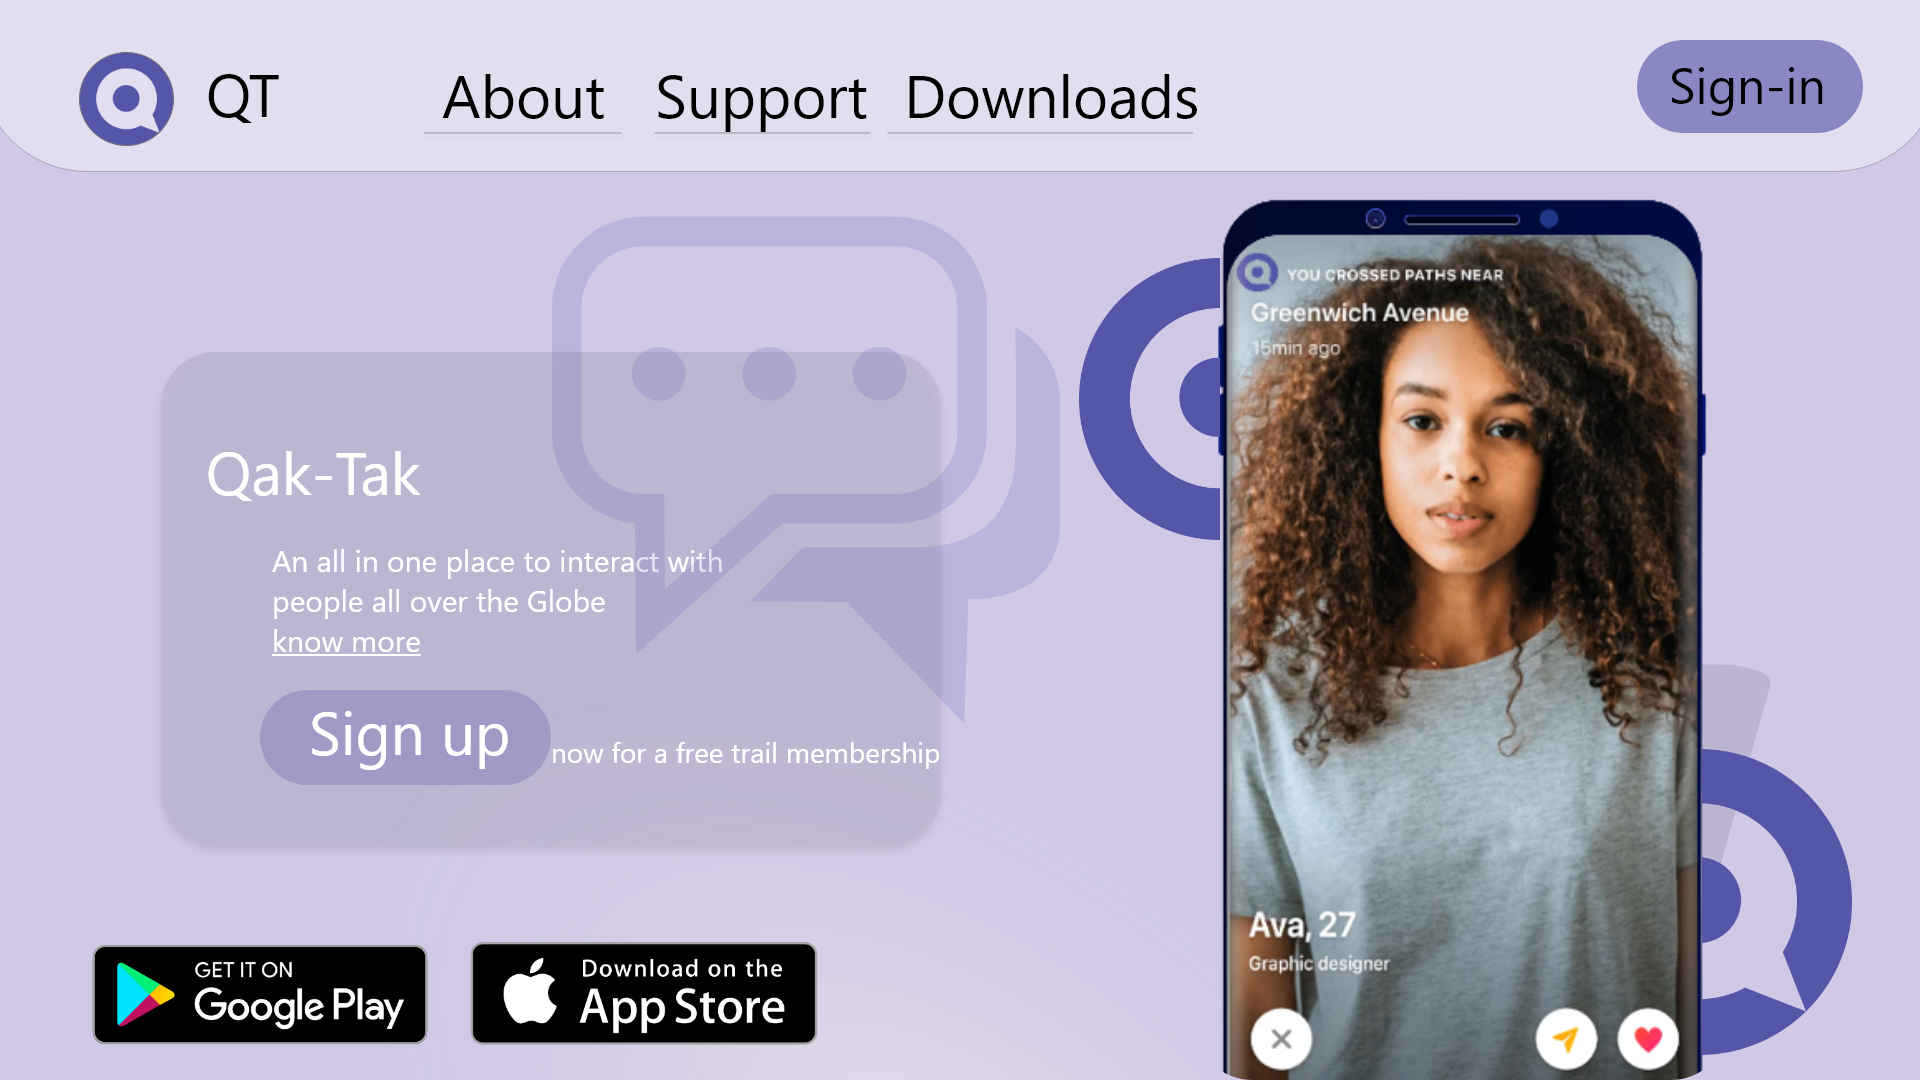 QT
About
Support
Downloads
Sign-in
YOU CROSSED PATHS NEAR
Greenwich Avenue
15min ago
Qak-Tak
An all in one place to interact with
people all over the Globe
know more
Sign up
now for a free trail membership
Ava, 27
Graphic designer
GET IT ON
Google Play
Download on the
App Store